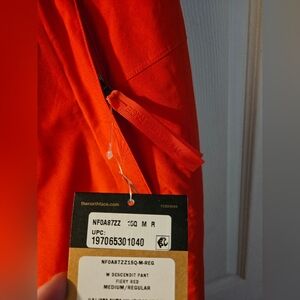 thenorthface.com
NF0A87ZZ 15Q M R
UPC:
197065301040
NF0A87ZZ15Q-M-REG
W DESCENDIT PANT
FIERY RED
MEDIUM/REGULAR